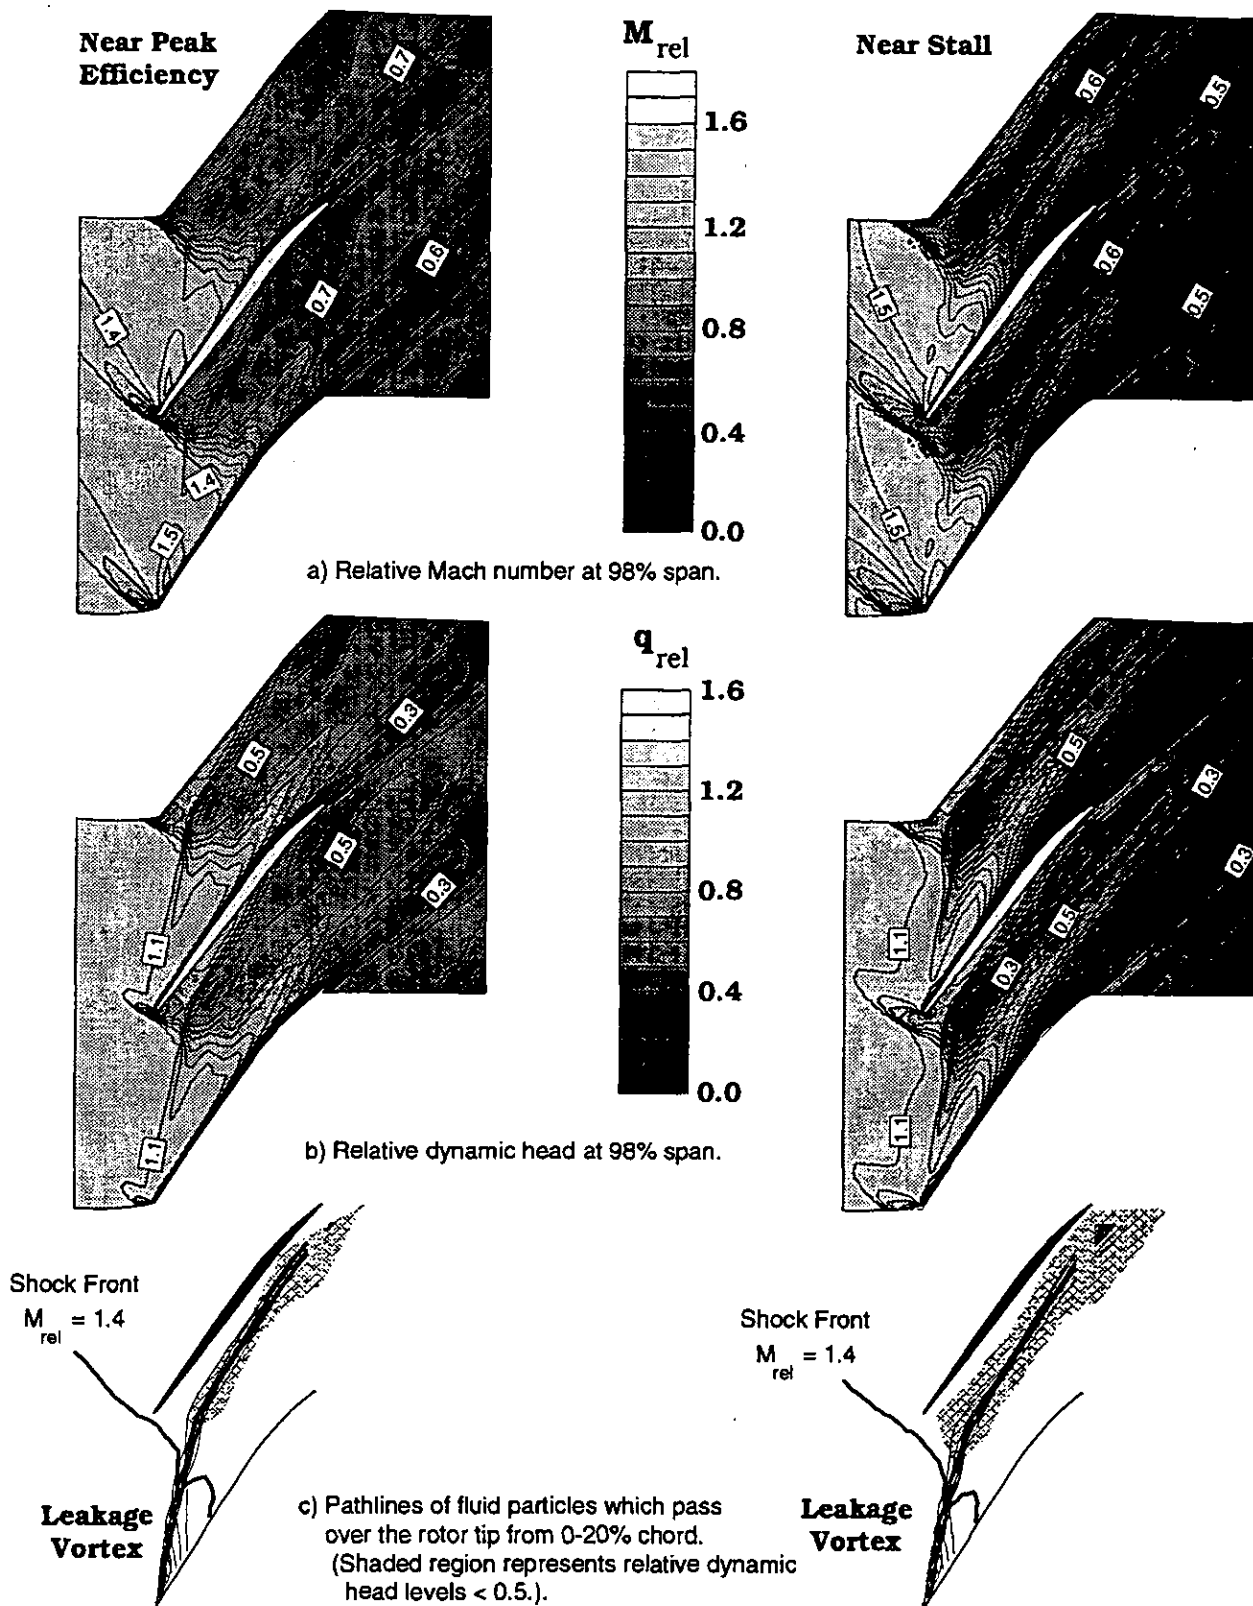 Near Peak
Efficiency
M rel
Near Stall
0.7
0.6
0.7
1.4
1.4
1.5
1.6
1.2
0.8
0.4
0.0
0.6
0.5
0.6
0.5
1.5
1.5
a) Relative Mach number at 98% span.
q rel
0.3
0.5
0.5
0.3
1.1
1.1
1.6
1.2
0.8
0.4
0.0
0.5
0.3
0.5
0.3
0.3
1.1
1.1
b) Relative dynamic head at 98% span.
Shock Front
M rel = 1.4
Leakage
Vortex
Shock Front
M rel = 1.4
Leakage
Vortex
c) Pathlines of fluid particles which pass
over the rotor tip from 0-20% chord.
(Shaded region represents relative dynamic
head levels < 0.5.).